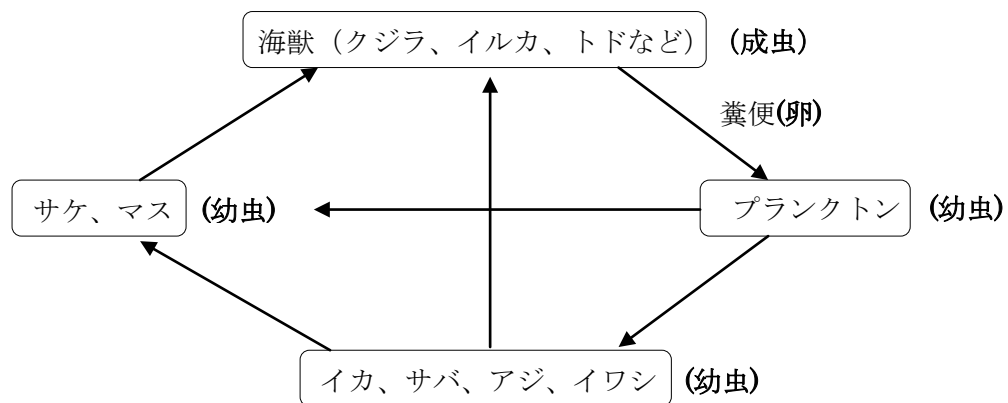 海獣（クジラ、イルカ、トドなど） (成虫)
糞便(卵)
サケ、マス (幼虫)
プランクトン (幼虫)
イカ、サバ、アジ、イワシ (幼虫)